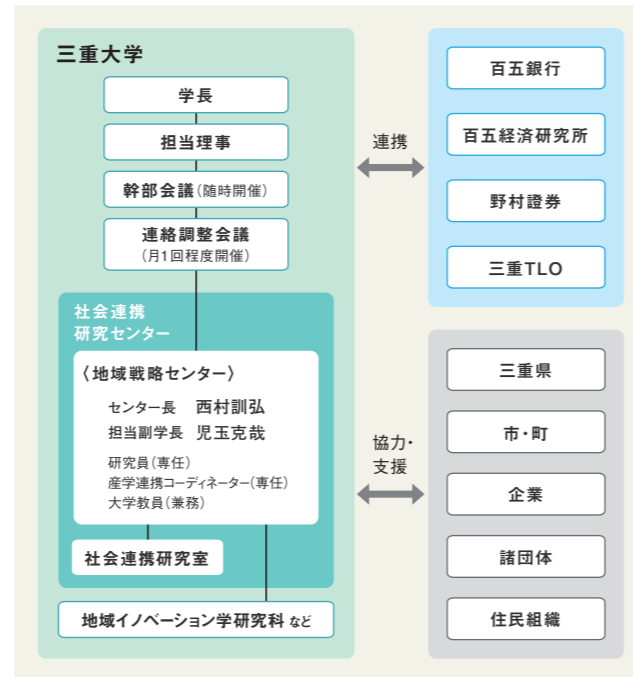 三重大学
学長
担当理事
幹部会議(随時開催)
連絡調整会議
(月1回程度開催)
社会連携
研究センター
〈地域戦略センター〉
センター長 西村訓弘
担当副学長 児玉克哉
研究員(専任)
産学連携コーディネーター(専任)
大学教員(兼務)
社会連携研究室
地域イノベーション学研究科 など
連携
百五銀行
百五経済研究所
野村證券
三重TLO
協力・
支援
三重県
市・町
企業
諸団体
住民組織